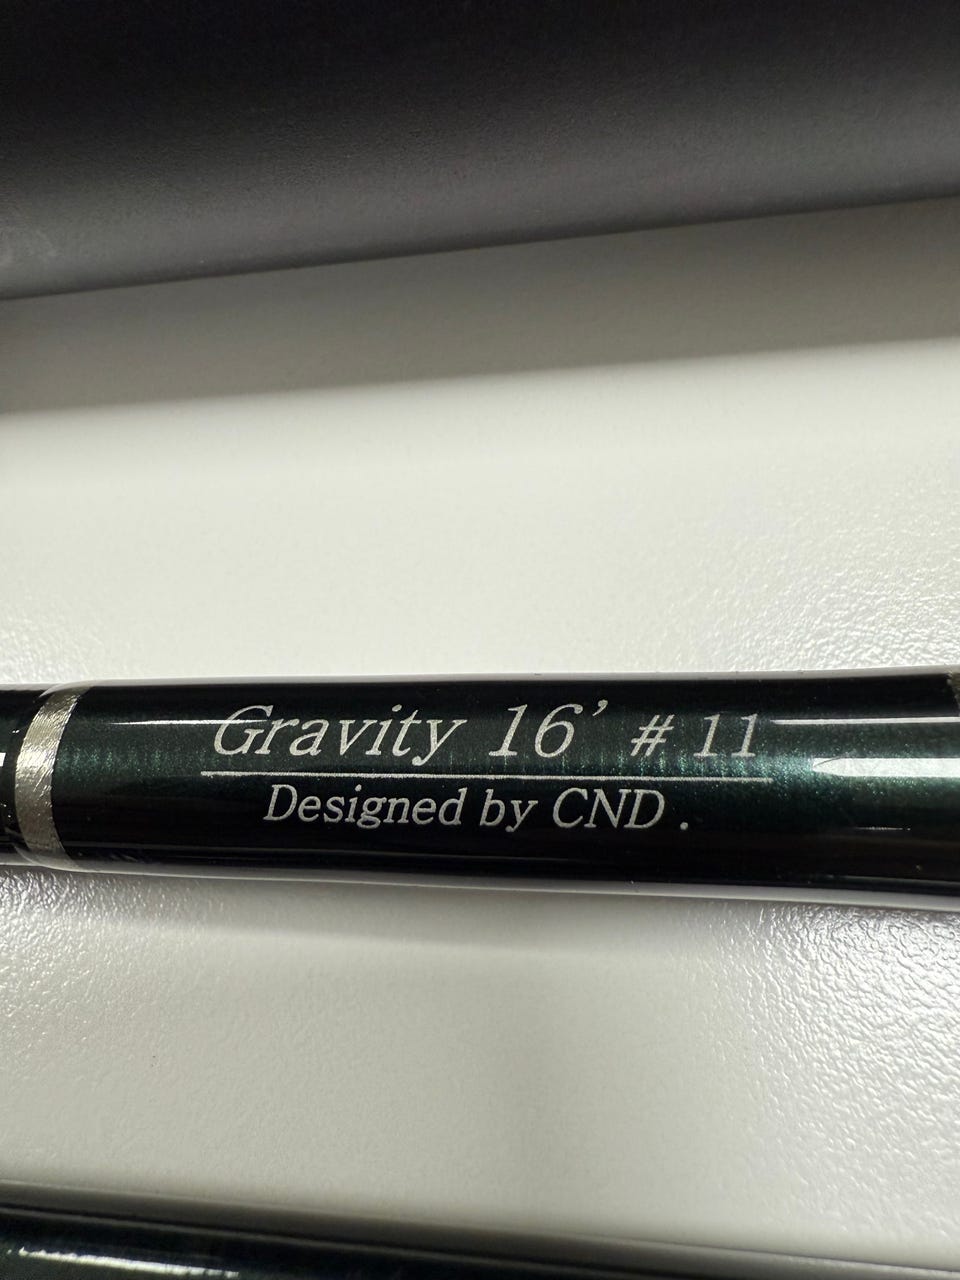 Gravity 16’ # 11
Designed by CND .